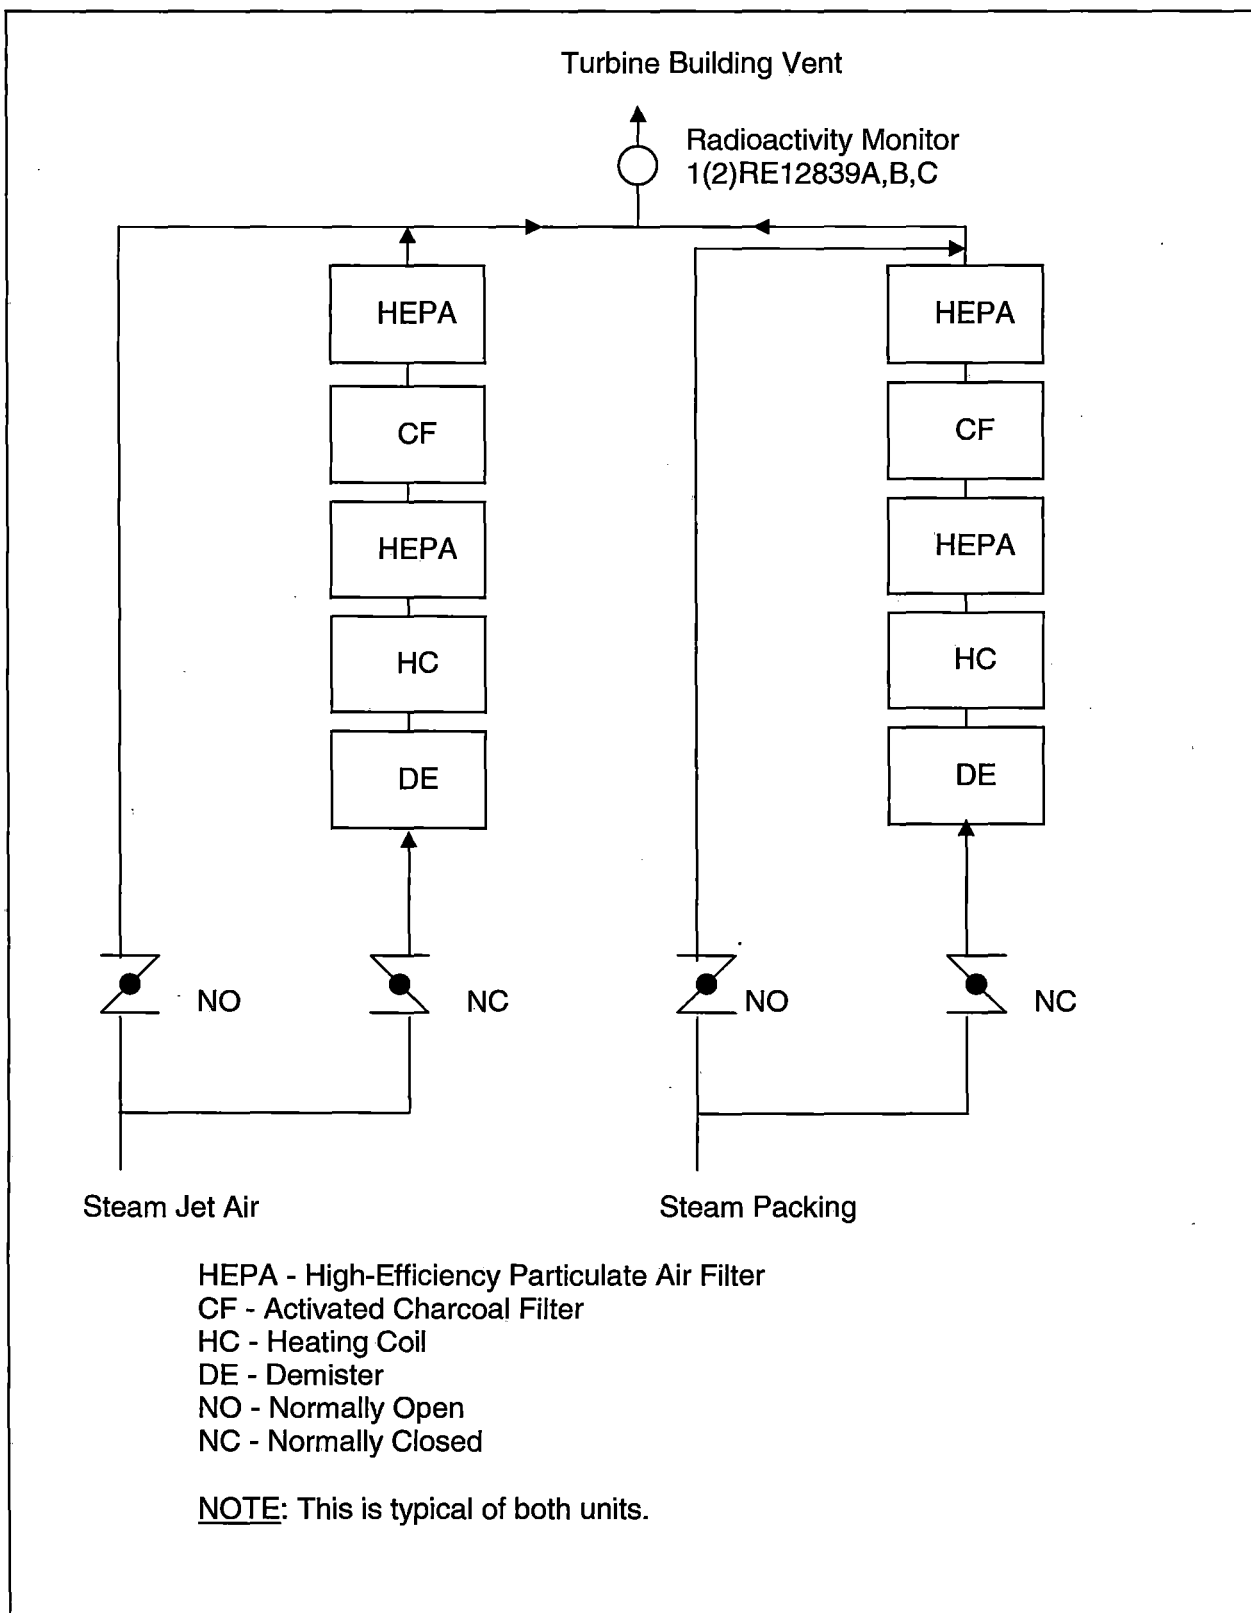 Turbine Building Vent
Radioactivity Monitor
1(2)RE12839A,B,C
HEPA
HEPA
CF
CF
HEPA
HEPA
HC
HC
DE
DE
NO
NC
NO
NC
Steam Jet Air
Steam Packing
HEPA - High-Efficiency Particulate Air Filter
CF - Activated Charcoal Filter
HC - Heating Coil
DE - Demister
NO - Normally Open
NC - Normally Closed
NOTE: This is typical of both units.